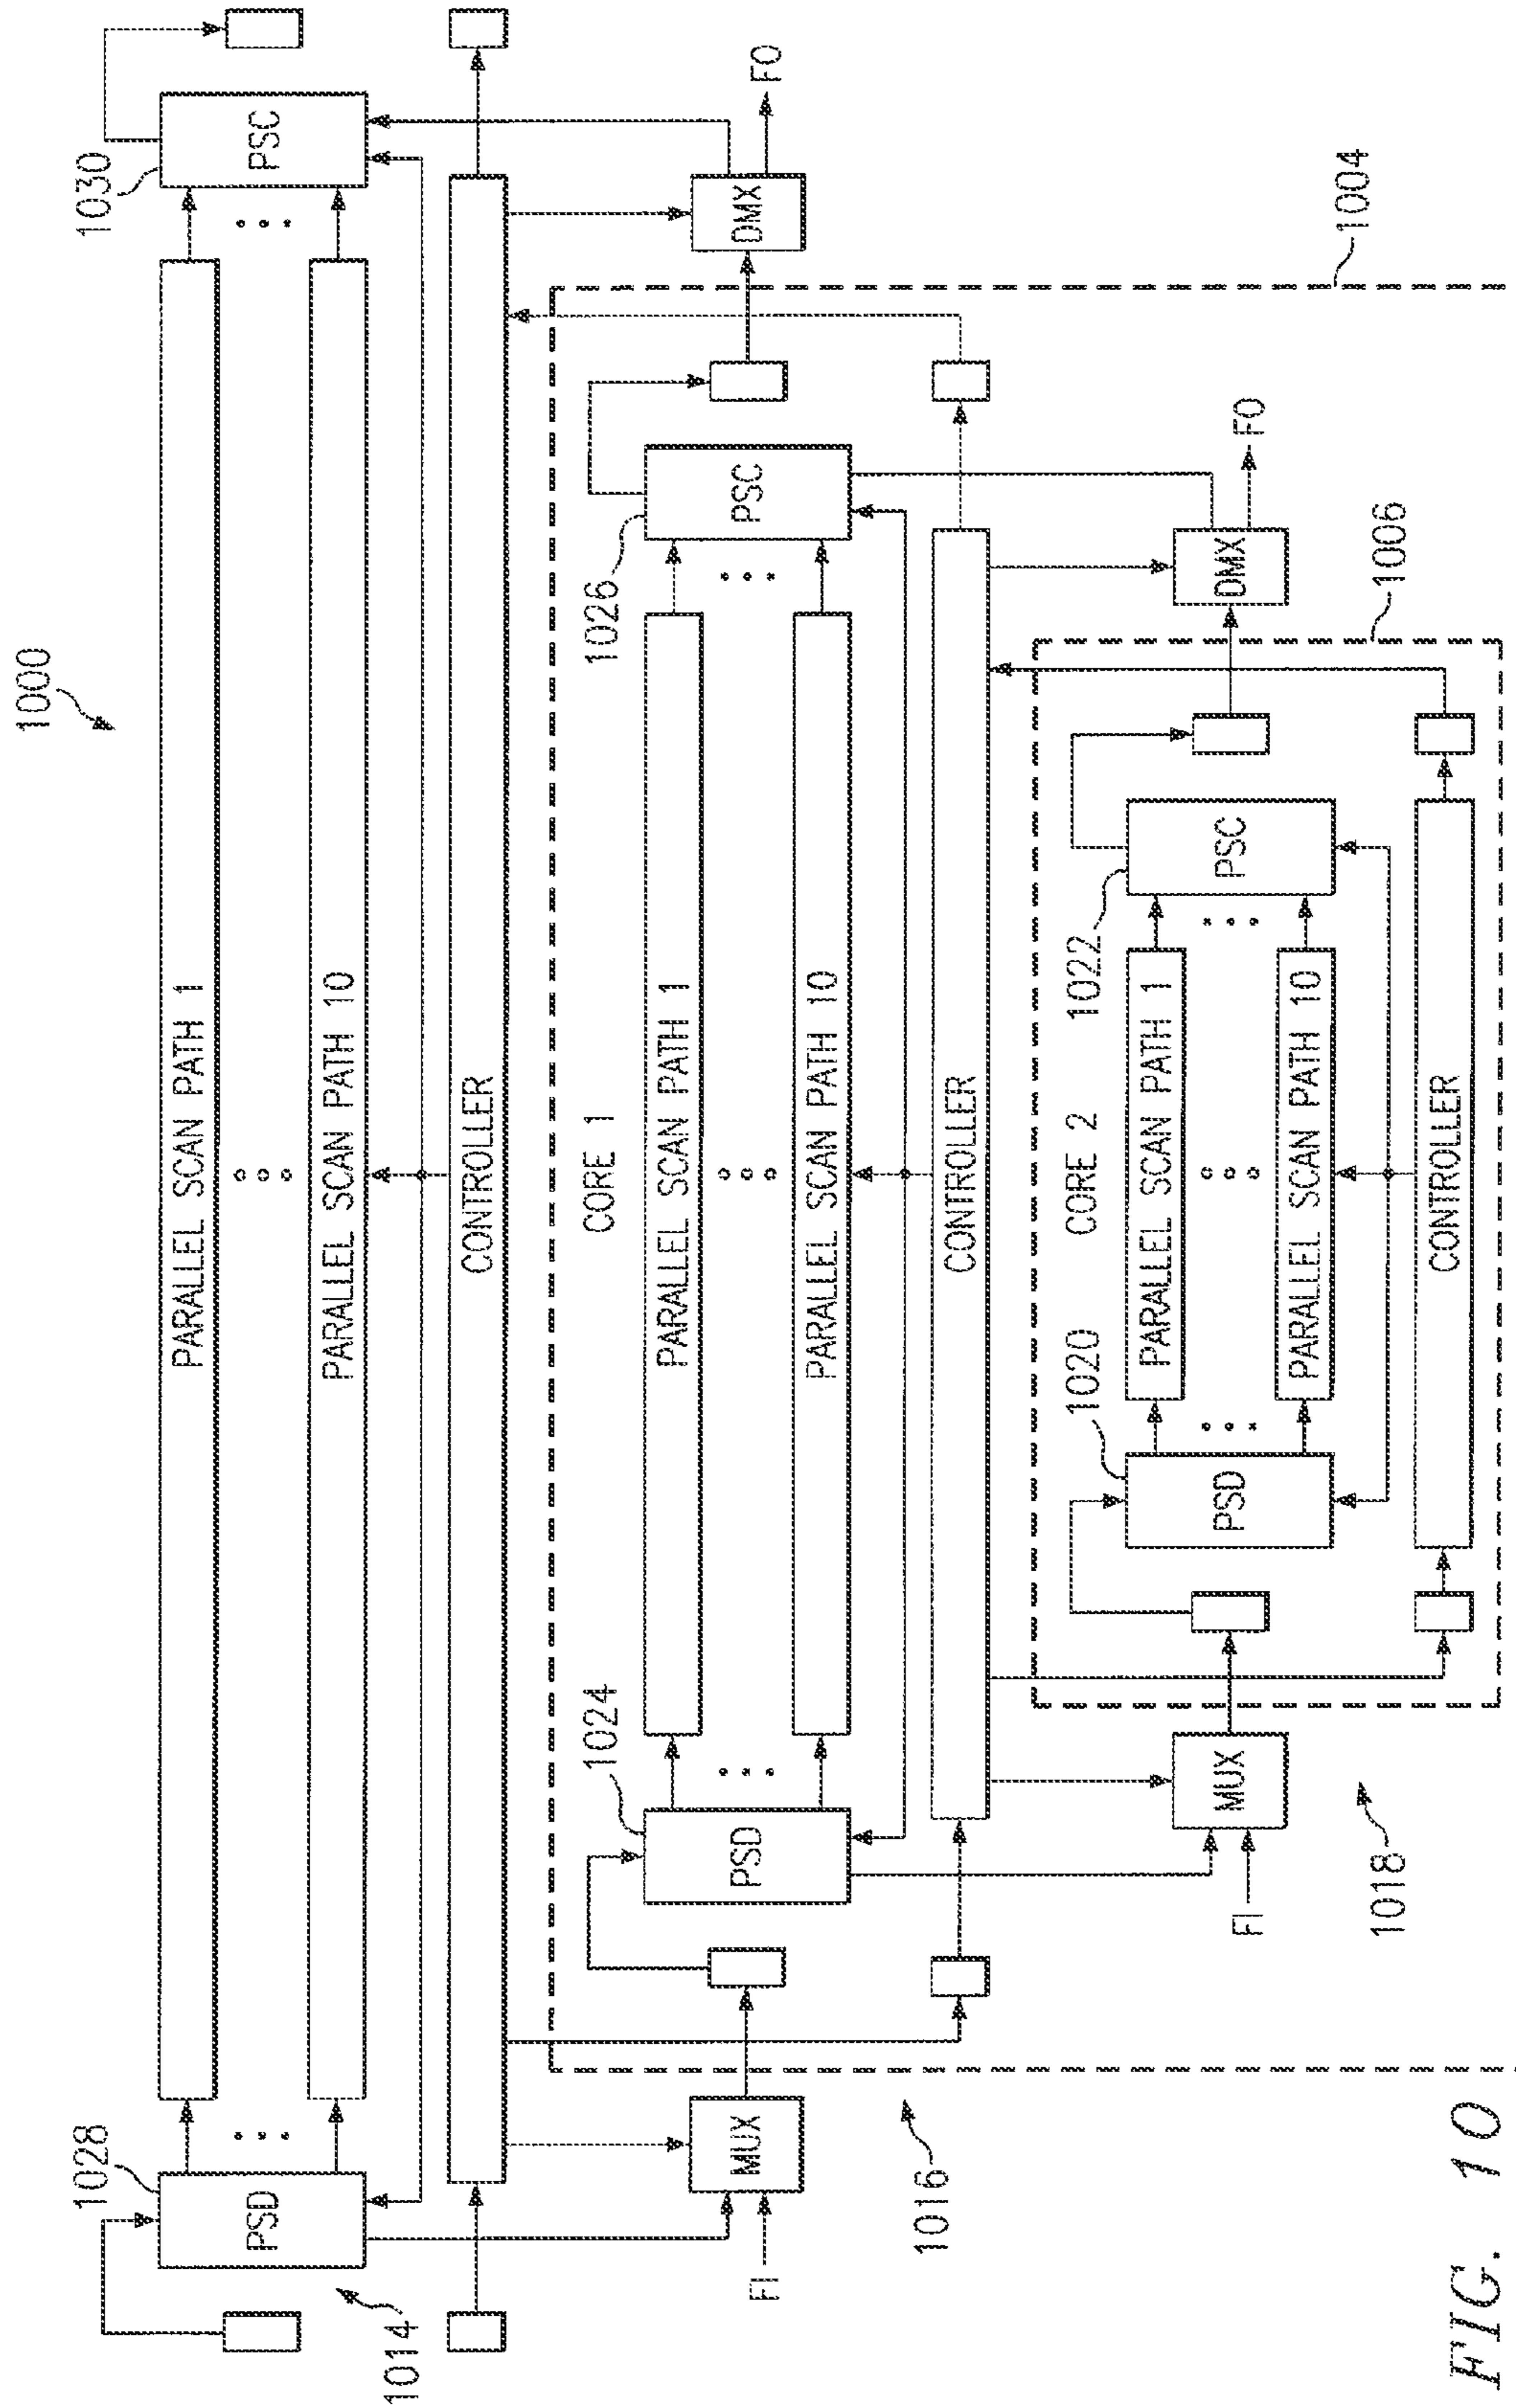 1000
1028
PSD
PARALLEL SCAN PATH 1
PARALLEL SCAN PATH 10
1030
PSC
1014
CONTROLLER
FI
MUX
DMX
FO
1016
1004
CORE 1
1024
PSD
PARALLEL SCAN PATH 1
PARALLEL SCAN PATH 10
1026
PSC
CONTROLLER
FI
MUX
DMX
FO
1018
1006
1020
CORE 2
1022
PSD
PARALLEL SCAN PATH 1
PARALLEL SCAN PATH 10
PSC
CONTROLLER
FIG. 10